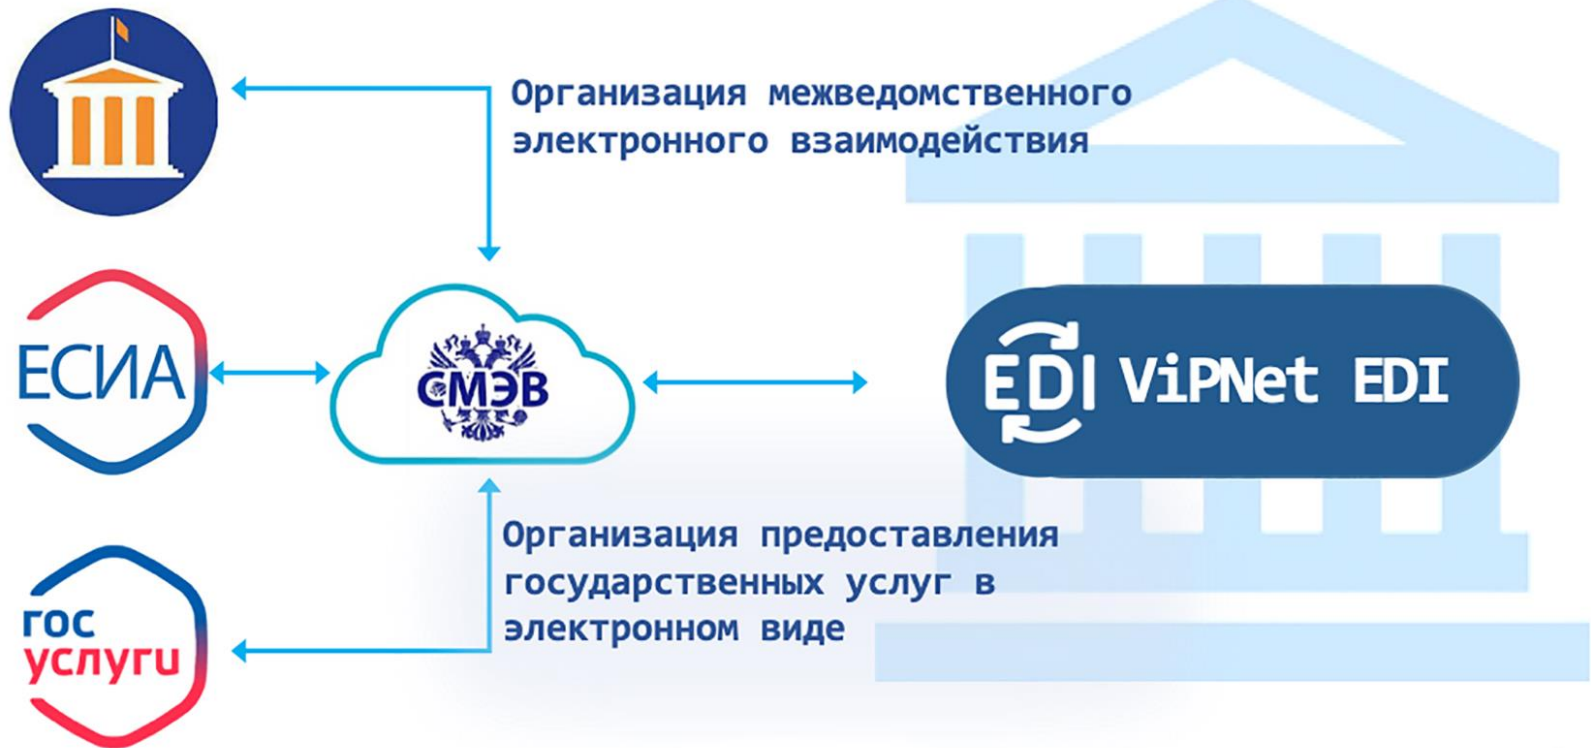 Организация межведомственного
электронного взаимодействия
ЕСИА
СМЭВ
EDI ViPNet EDI
Организация предоставления
государственных услуг в
электронном виде
гос
услуги